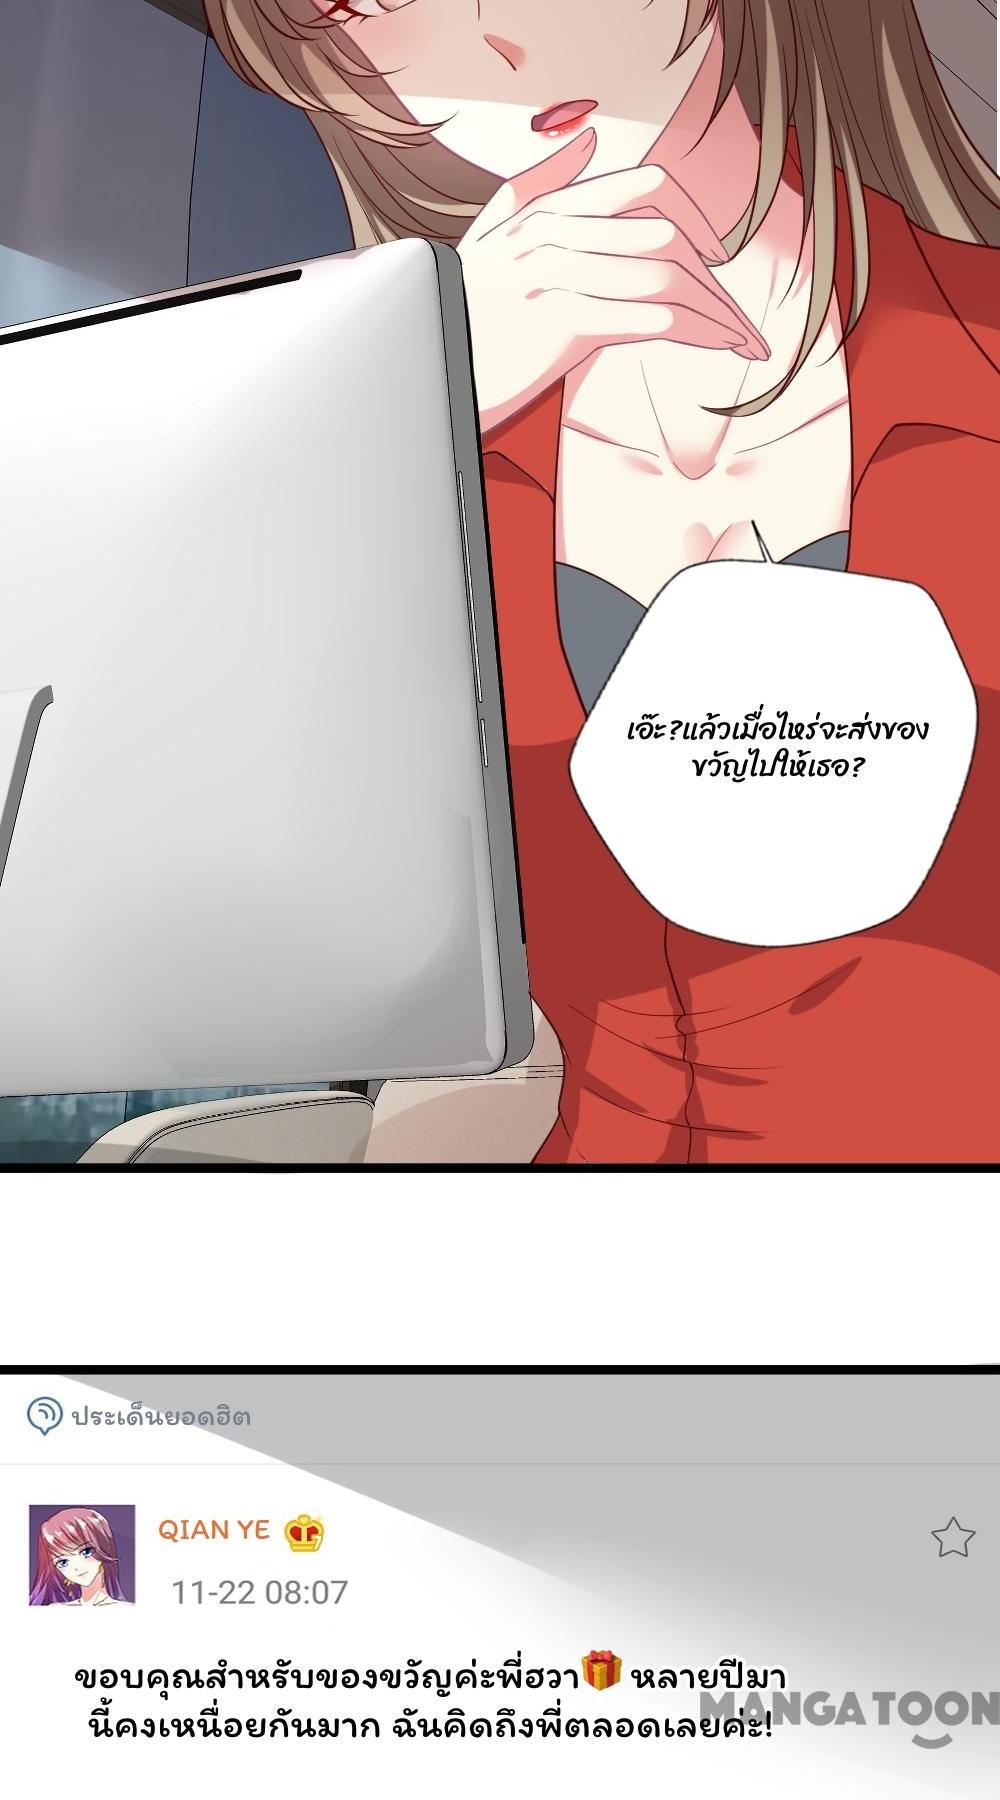 เอ๊ะ?แล้วเมื่อไหร่จะส่งของ
ขวัญไปให้เธอ?
ประเด็นยอดฮิต
QIAN YE
11-22 08:07
ขอบคุณสำหรับของขวัญค่ะพี่ฮวา🎁 หลายปีมา
นี้คงเหนื่อยกันมาก ฉันคิดถึงพี่ตลอดเลยค่ะ!
MANGATOON